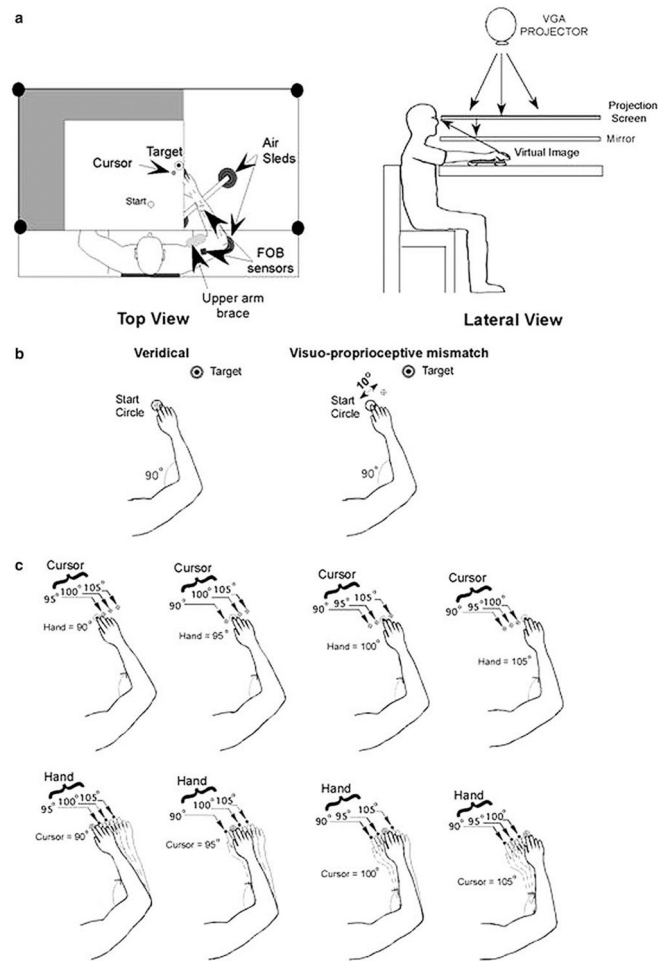 a
VGA
PROJECTOR
Projection
Screen
Mirror
Virtual Image
Target
Cursor
Start
Air
Sleds
FOB
sensors
Upper arm
brace
Top View
Lateral View
b
Veridical
Visuo-proprioceptive mismatch
Target
Start
Circle
90°
10°
Target
Start
Circle
90°
c
Cursor
95° 100° 105°
Hand = 90°
Cursor
90° 100° 105°
Hand = 95°
Cursor
90° 95° 105°
Hand = 100°
Cursor
90° 95° 100°
Hand = 105°
Hand
95° 100° 105°
Cursor = 90°
Hand
90° 100° 105°
Cursor = 95°
Hand
90° 95° 105°
Cursor = 100°
Hand
90° 95° 100°
Cursor = 105°